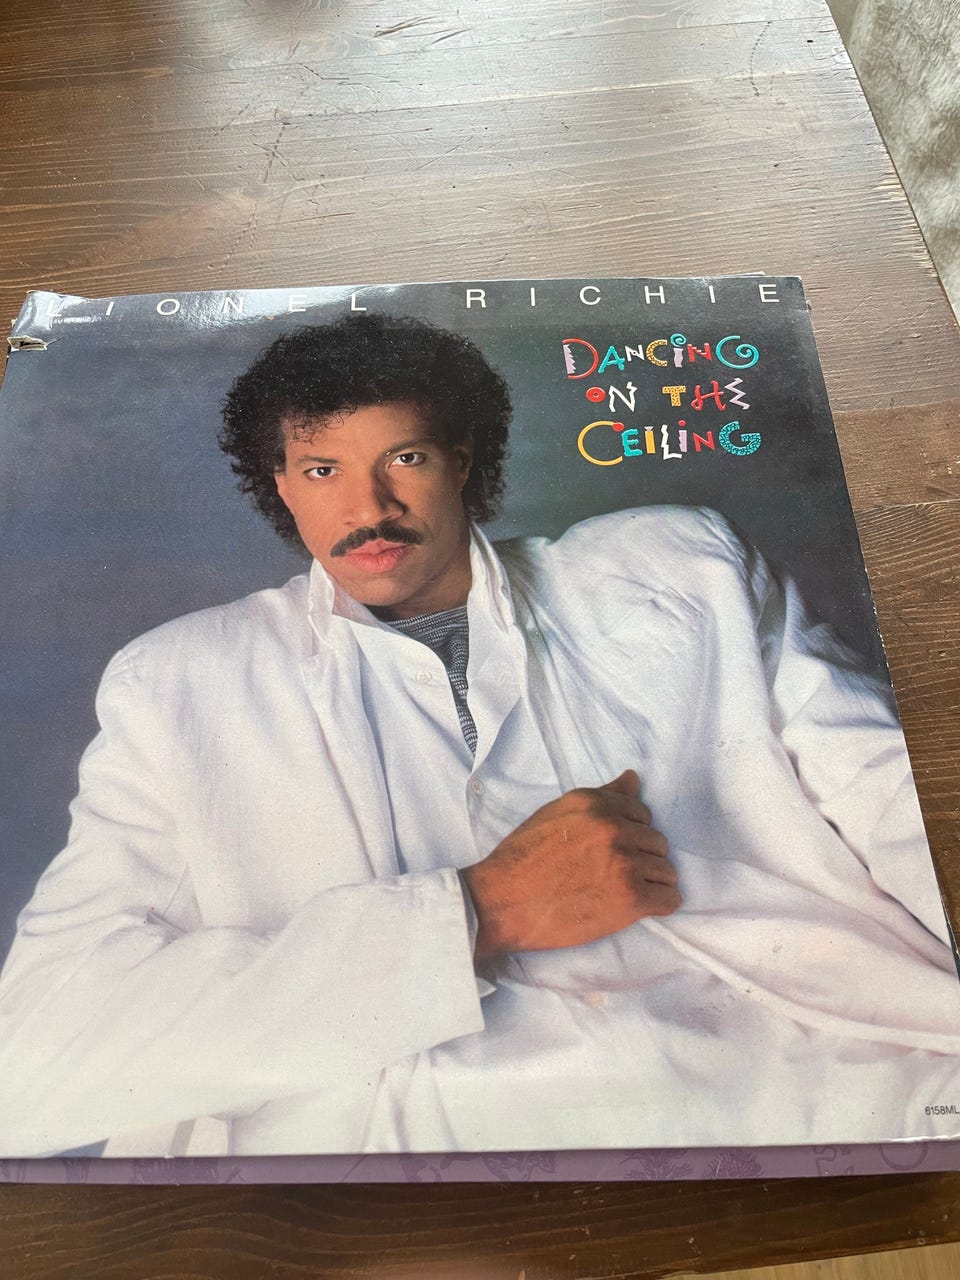 LIONEL RICHIE
DANCING
ON THE
CEILING
6158ML